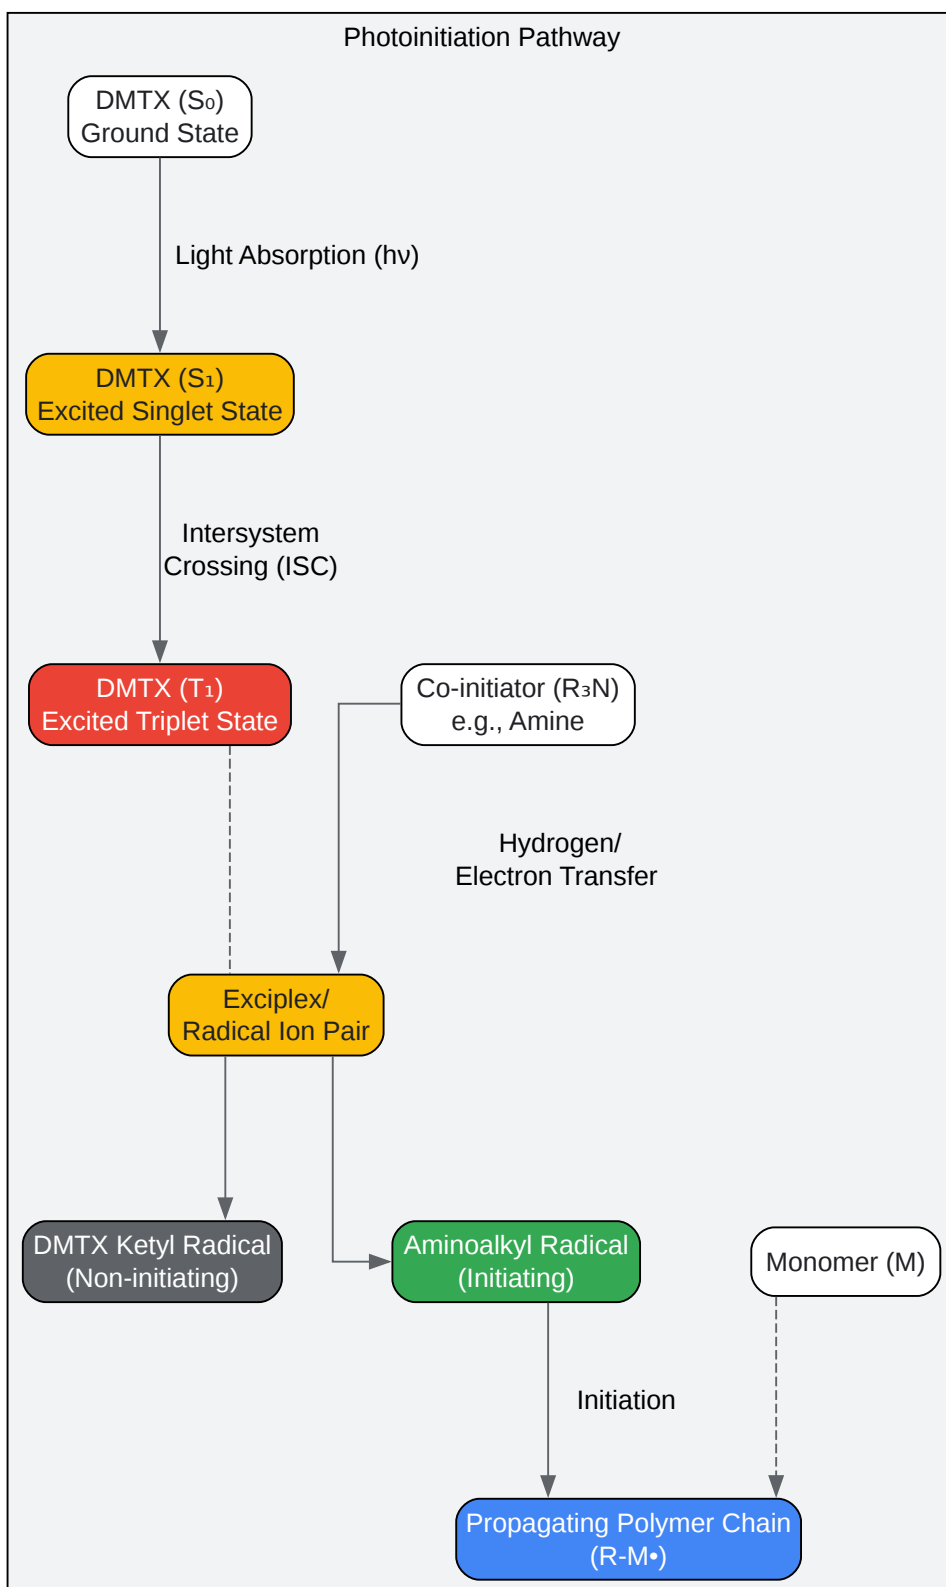 Photoinitiation Pathway
DMTX (S₀)
Ground State
Light Absorption (hν)
DMTX (S₁)
Excited Singlet State
Intersystem
Crossing (ISC)
DMTX (T₁)
Excited Triplet State
Co-initiator (R₃N)
e.g., Amine
Hydrogen/
Electron Transfer
Exciplex/
Radical Ion Pair
DMTX Ketyl Radical
(Non-initiating)
Aminoalkyl Radical
(Initiating)
Monomer (M)
Initiation
Propagating Polymer Chain
(R-M•)